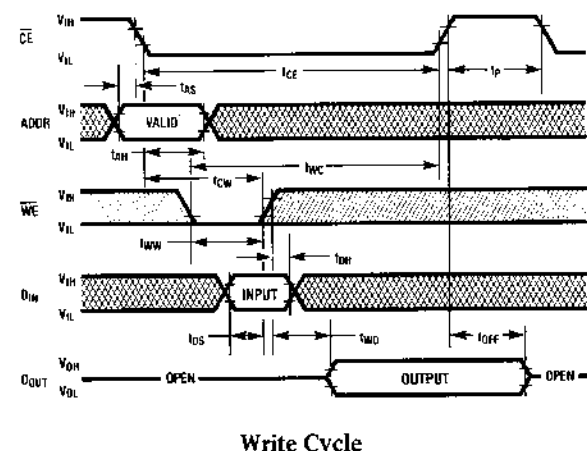 CE VIH
VIL
tCE
tP
tAS
ADDR VIH
VIL
VALID
tAH
tCW
tWC
WE VIH
VIL
tWW
tDH
DIN VIH
VIL
INPUT
tDS
tWD
tOFF
DOUT VOH
VOL
OPEN
OUTPUT
OPEN
Write Cycle